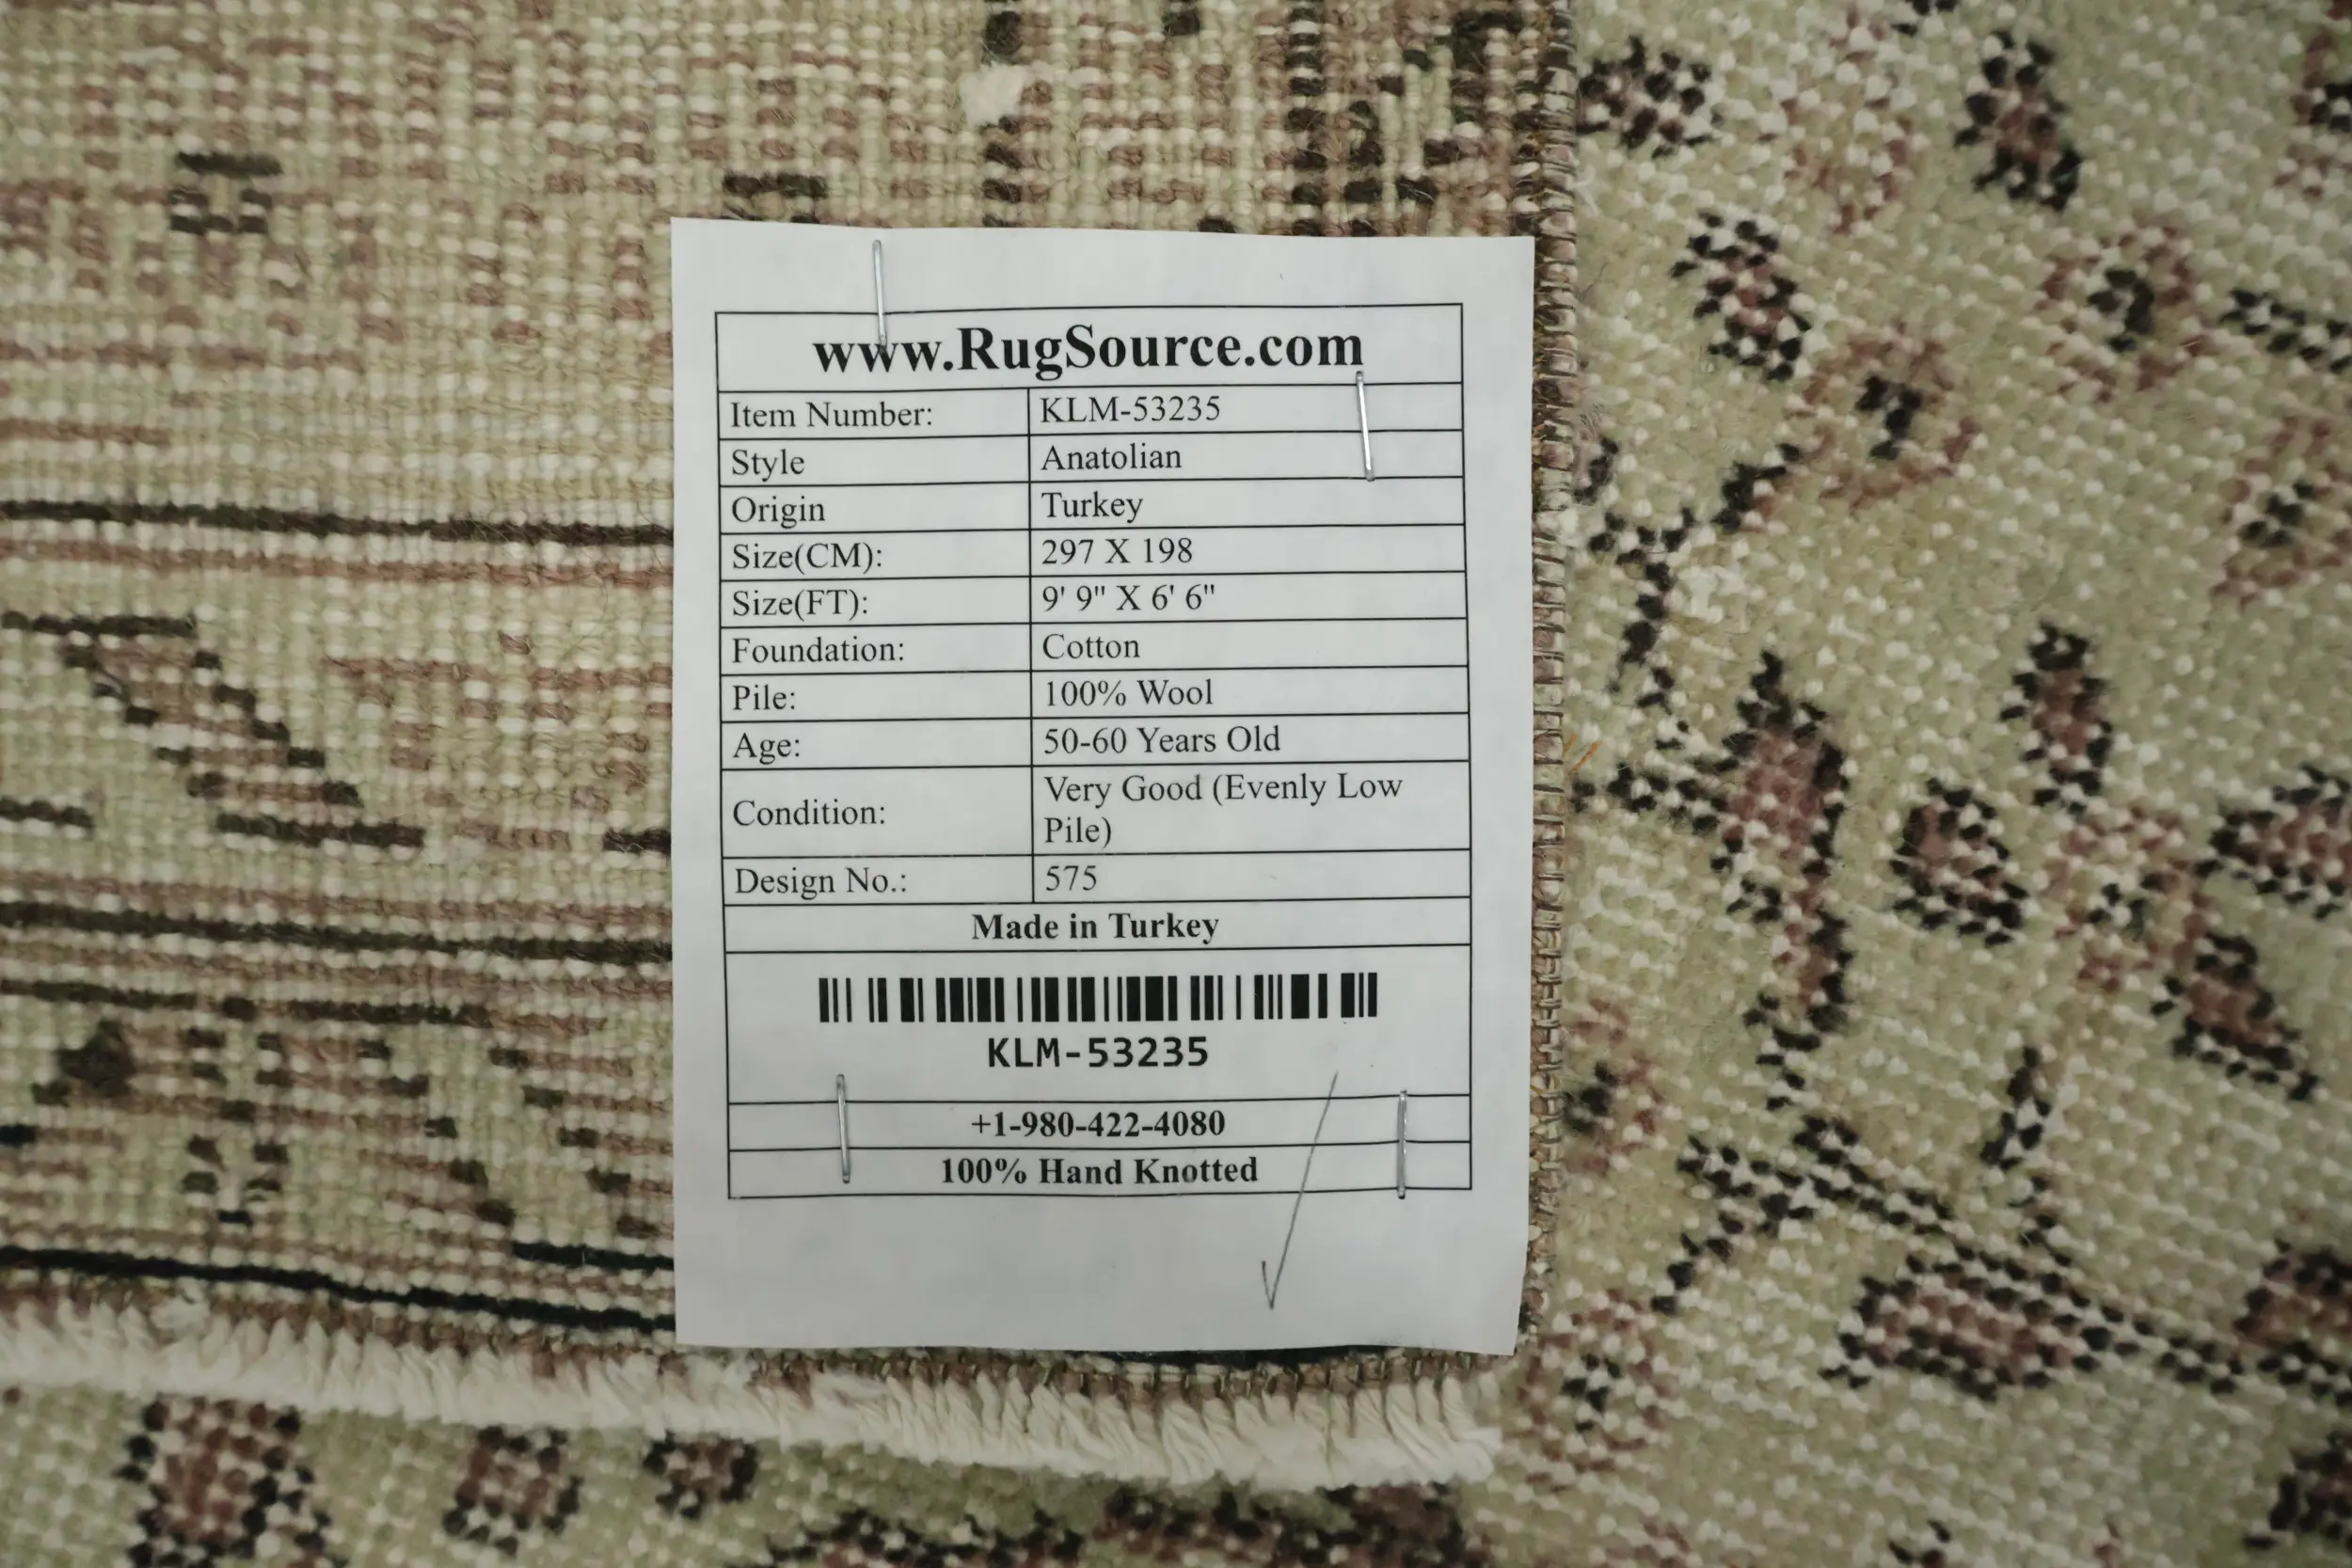 www.RugSource.com
Item Number: KLM-53235
Style Anatolian
Origin Turkey
Size(CM): 297 X 198
Size(FT): 9' 9" X 6' 6"
Foundation: Cotton
Pile: 100% Wool
Age: 50-60 Years Old
Condition: Very Good (Evenly Low
Pile)
Design No.: 575
Made in Turkey
KLM-53235
+1-980-422-4080
100% Hand Knotted